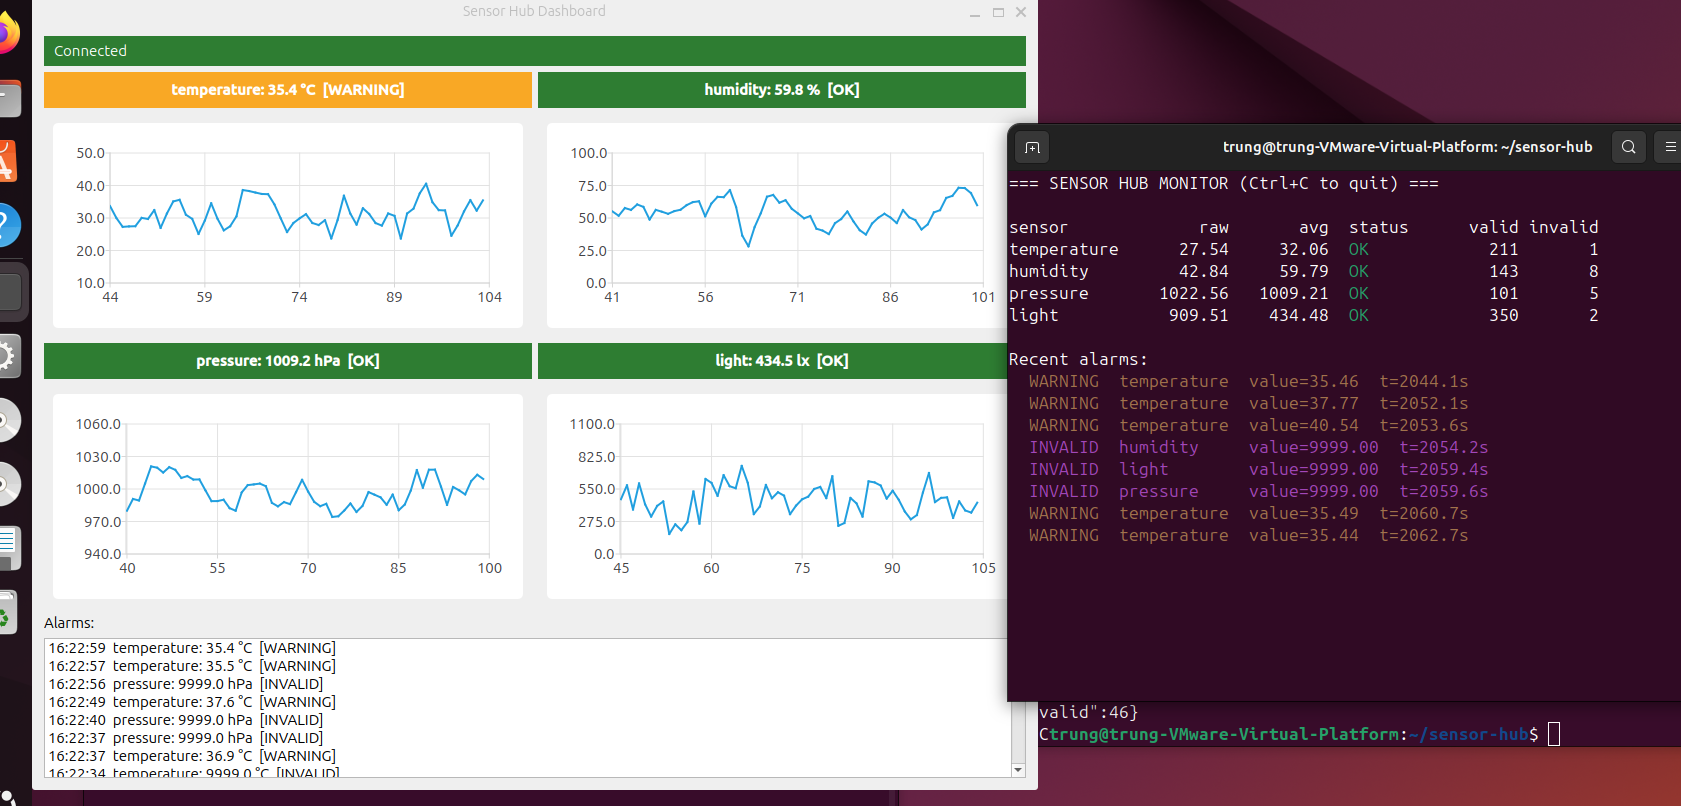 Sensor Hub Dashboard
Connected
temperature: 35.4 °C [WARNING]
humidity: 59.8 % [OK]
50.0
40.0
30.0
20.0
10.0
44 59 74 89 104
100.0
75.0
50.0
25.0
0.0
41 56 71 86 101
pressure: 1009.2 hPa [OK]
light: 434.5 lx [OK]
1060.0
1030.0
1000.0
970.0
940.0
40 55 70 85 100
1100.0
825.0
550.0
275.0
0.0
45 60 75 90 105
Alarms:
16:22:59 temperature: 35.4 °C [WARNING]
16:22:57 temperature: 35.5 °C [WARNING]
16:22:56 pressure: 9999.0 hPa [INVALID]
16:22:49 temperature: 37.6 °C [WARNING]
16:22:40 pressure: 9999.0 hPa [INVALID]
16:22:37 pressure: 9999.0 hPa [INVALID]
16:22:37 temperature: 36.9 °C [WARNING]
16:22:34 temperature: 9999.0 °C [INVALID]
trung@trung-VMware-Virtual-Platform: ~/sensor-hub
=== SENSOR HUB MONITOR (Ctrl+C to quit) ===
sensor raw avg status valid invalid
temperature 27.54 32.06 OK 211 1
humidity 42.84 59.79 OK 143 8
pressure 1022.56 1009.21 OK 101 5
light 909.51 434.48 OK 350 2
Recent alarms:
WARNING temperature value=35.46 t=2044.1s
WARNING temperature value=37.77 t=2052.1s
WARNING temperature value=40.54 t=2053.6s
INVALID humidity value=9999.00 t=2054.2s
INVALID light value=9999.00 t=2059.4s
INVALID pressure value=9999.00 t=2059.6s
WARNING temperature value=35.49 t=2060.7s
WARNING temperature value=35.44 t=2062.7s
valid":46}
Ctrung@trung-VMware-Virtual-Platform:~/sensor-hub$